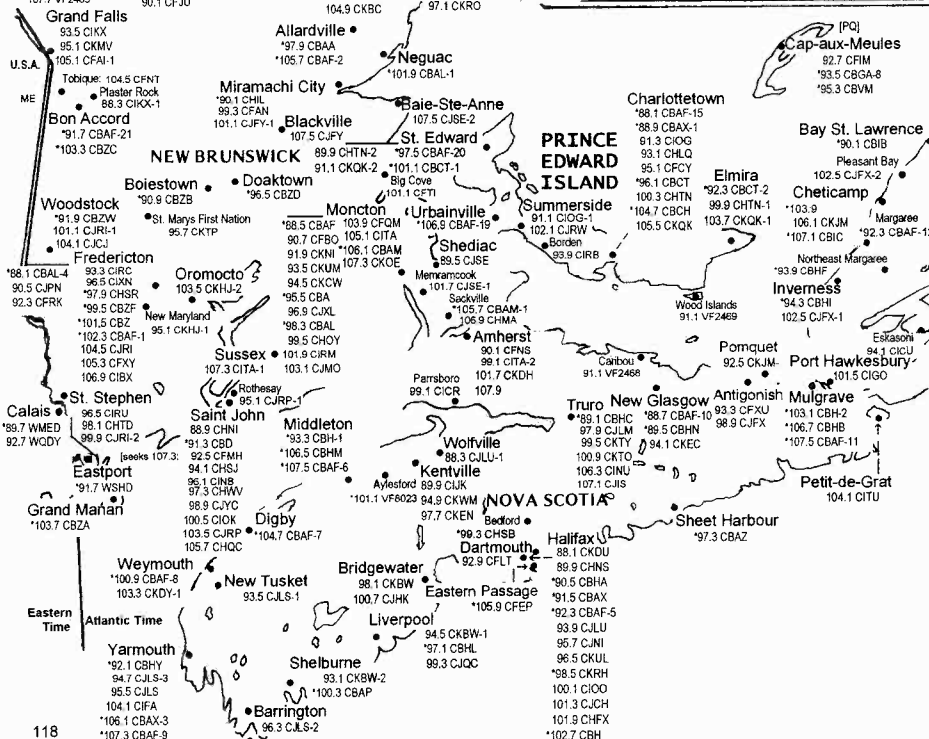 107.7 VF2465
90.1 CFJU
104.9 CKBC
97.1 CKRO
Grand Falls
93.5 CIKX
95.1 CKMV
105.1 CFAI-1
U.S.A.
ME
Tobique: 104.5 CFNT
Plaster Rock
88.3 CIKX-1
Bon Accord
*91.7 CBAF-21
*103.3 CBZC
Allardville
*97.9 CBAA
*105.7 CBAF-2
Neguac
*101.9 CBAL-1
Miramachi City
*90.1 CHIL
99.3 CFAN
101.1 CJFY-1
Baie-Ste-Anne
107.5 CJSE-2
Blackville
107.5 CJFY
NEW BRUNSWICK
89.9 CHTN-2
91.1 CKQK-2
St. Edward
*97.5 CBAF-20
*101.1 CBCT-1
Big Cove
101.1 CFTI
PRINCE
EDWARD
ISLAND
Charlottetown
*88.1 CBAF-15
*88.9 CBAX-1
91.3 CIOG
93.1 CHLQ
95.1 CFCY
*96.1 CBCT
100.3 CHTN
*104.7 CBCH
105.5 CKQK
[PQ]
Cap-aux-Meules
92.7 CFIM
*93.5 CBGA-8
*95.3 CBVM
Bay St. Lawrence
*90.1 CBIB
Pleasant Bay
102.5 CJFX-2
Elmira
*92.3 CBCT-2
99.9 CHTN-1
103.7 CKQK-1
Cheticamp
*103.9
106.1 CKJM
*107.1 CBIC
Margaree
*92.3 CBAF-1
Northeast Margaree
*93.9 CBHF
Inverness
*94.3 CBHI
102.5 CJFX-1
Eskasoni
94.1 CICU
Boiestown
*90.9 CBZB
Doaktown
*96.5 CBZD
St. Marys First Nation
95.7 CKTP
Woodstock
*91.9 CBZW
101.1 CJRI-1
104.1 CJCJ
*88.1 CBAL-4
90.5 CJPN
92.3 CFRK
Fredericton
93.3 CIRC
96.5 CIXN
*97.9 CHSR
*99.5 CBZF
*101.5 CBZ
*102.3 CBAF-1
104.5 CJRI
105.3 CFXY
106.9 CIBX
Oromocto
103.5 CKHJ-2
New Maryland
95.1 CKHJ-1
Moncton
*88.5 CBAF
90.7 CFBO
91.9 CKNI
93.5 CKUM
94.5 CKCW
*95.5 CBA
96.9 CJXL
*98.3 CBAL
99.5 CHOY
101.9 CIRM
103.1 CJMO
103.9 CFQM
105.1 CITA
*106.1 CBAM
107.3 CKOE
Urbainville
*106.9 CBAF-19
Summerside
91.1 CIOG-1
102.1 CJRW
Borden
93.9 CIRB
Shediac
89.5 CJSE
Memramcook
101.7 CJSE-1
Sackville
*105.7 CBAM-1
106.9 CHMA
Amherst
90.1 CFNS
99.1 CITA-2
101.7 CKDH
107.9
Wood Islands
91.1 VF2469
Caribou
91.1 VF2468
Sussex
107.3 CITA-1
Rothesay
95.1 CJRP-1
Parrsboro
99.1 CICR
Pomquet
92.5 CKJM-
Port Hawkesbury
101.5 CIGO
Antigonish
93.3 CFXU
98.9 CJFX
Mulgrave
*103.1 CBH-2
*106.7 CBHB
*107.5 CBAF-11
Petit-de-Grat
104.1 CITU
St. Stephen
96.5 CIRU
98.1 CHTD
99.9 CJRI-2
[seeks 107.3:
Calais
*89.7 WMED
92.7 WQDY
Eastport
*91.7 WSHD
Grand Manan
*103.7 CBZA
Saint John
88.9 CHNI
*91.3 CBD
92.5 CFMH
94.1 CHSJ
96.1 CINB
97.3 CHWV
98.9 CJYC
100.5 CIOK
103.5 CJRP
105.7 CHQC
Middleton
*93.3 CBH-1
*106.5 CBHM
*107.5 CBAF-6
Aylesford
*101.1 VF8023
Wolfville
88.3 CJLU-1
Kentville
89.9 CIJK
94.9 CKWM
97.7 CKEN
Truro
*89.1 CBHC
97.9 CJLM
99.5 CKTY
100.9 CKTO
106.3 CINU
107.1 CJIS
New Glasgow
*88.7 CBAF-10
*89.5 CBHN
94.1 CKEC
NOVA SCOTIA
Bedford
*99.3 CHSB
Dartmouth
92.9 CFLT
Sheet Harbour
*97.3 CBAZ
Halifax
88.1 CKDU
89.9 CHNS
*90.5 CBHA
*91.5 CBAX
*92.3 CBAF-5
93.9 CJLU
95.7 CJNI
96.5 CKUL
*98.5 CKRH
100.1 CIOO
101.3 CJCH
101.9 CHFX
*102.7 CBH
Digby
*104.7 CBAF-7
Weymouth
*100.9 CBAF-8
103.3 CKDY-1
New Tusket
93.5 CJLS-1
Bridgewater
98.1 CKBW
100.7 CJHK
Eastern Passage
*105.9 CFEP
Liverpool
94.5 CKBW-1
*97.1 CBHL
99.3 CJQC
Eastern
Time
Atlantic Time
Yarmouth
*92.1 CBHY
94.7 CJLS-3
95.5 CJLS
104.1 CIFA
*106.1 CBAX-3
*107.3 CBAF-9
Shelburne
93.1 CKBW-2
*100.3 CBAP
Barrington
96.3 CJLS-2
118